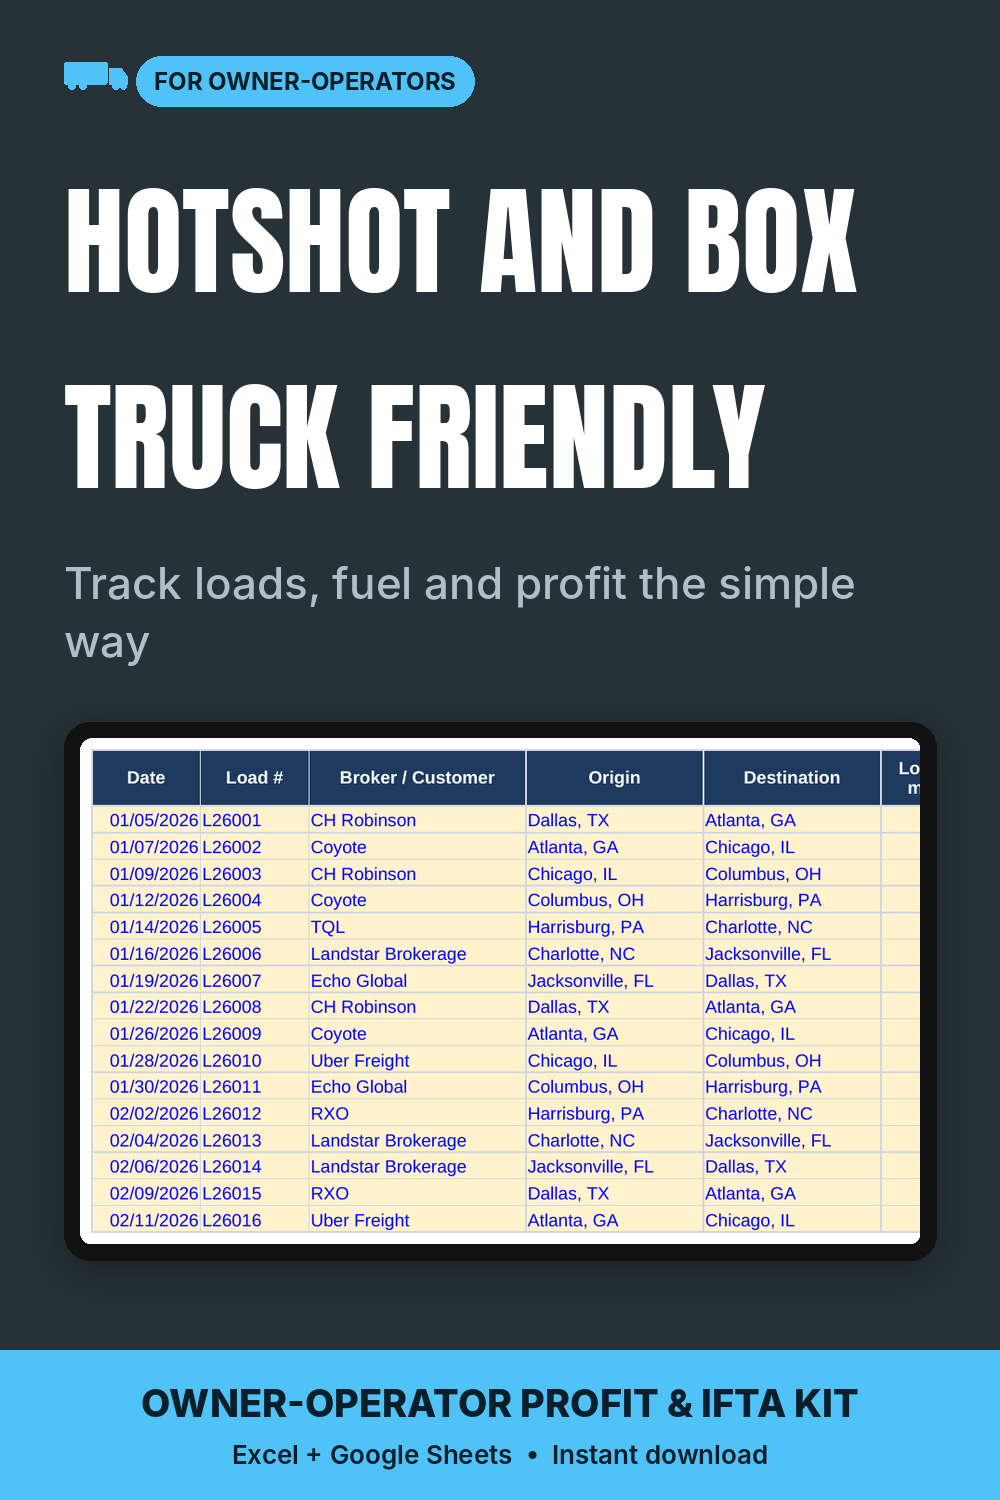 FOR OWNER-OPERATORS
HOTSHOT AND BOX
TRUCK FRIENDLY
Track loads, fuel and profit the simple
way
Date Load # Broker / Customer Origin Destination
01/05/2026 L26001 CH Robinson Dallas, TX Atlanta, GA
01/07/2026 L26002 Coyote Atlanta, GA Chicago, IL
01/09/2026 L26003 CH Robinson Chicago, IL Columbus, OH
01/12/2026 L26004 Coyote Columbus, OH Harrisburg, PA
01/14/2026 L26005 TQL Harrisburg, PA Charlotte, NC
01/16/2026 L26006 Landstar Brokerage Charlotte, NC Jacksonville, FL
01/19/2026 L26007 Echo Global Jacksonville, FL Dallas, TX
01/22/2026 L26008 CH Robinson Dallas, TX Atlanta, GA
01/26/2026 L26009 Coyote Atlanta, GA Chicago, IL
01/28/2026 L26010 Uber Freight Chicago, IL Columbus, OH
01/30/2026 L26011 Echo Global Columbus, OH Harrisburg, PA
02/02/2026 L26012 RXO Harrisburg, PA Charlotte, NC
02/04/2026 L26013 Landstar Brokerage Charlotte, NC Jacksonville, FL
02/06/2026 L26014 Landstar Brokerage Jacksonville, FL Dallas, TX
02/09/2026 L26015 RXO Dallas, TX Atlanta, GA
02/11/2026 L26016 Uber Freight Atlanta, GA Chicago, IL
OWNER-OPERATOR PROFIT & IFTA KIT
Excel + Google Sheets • Instant download